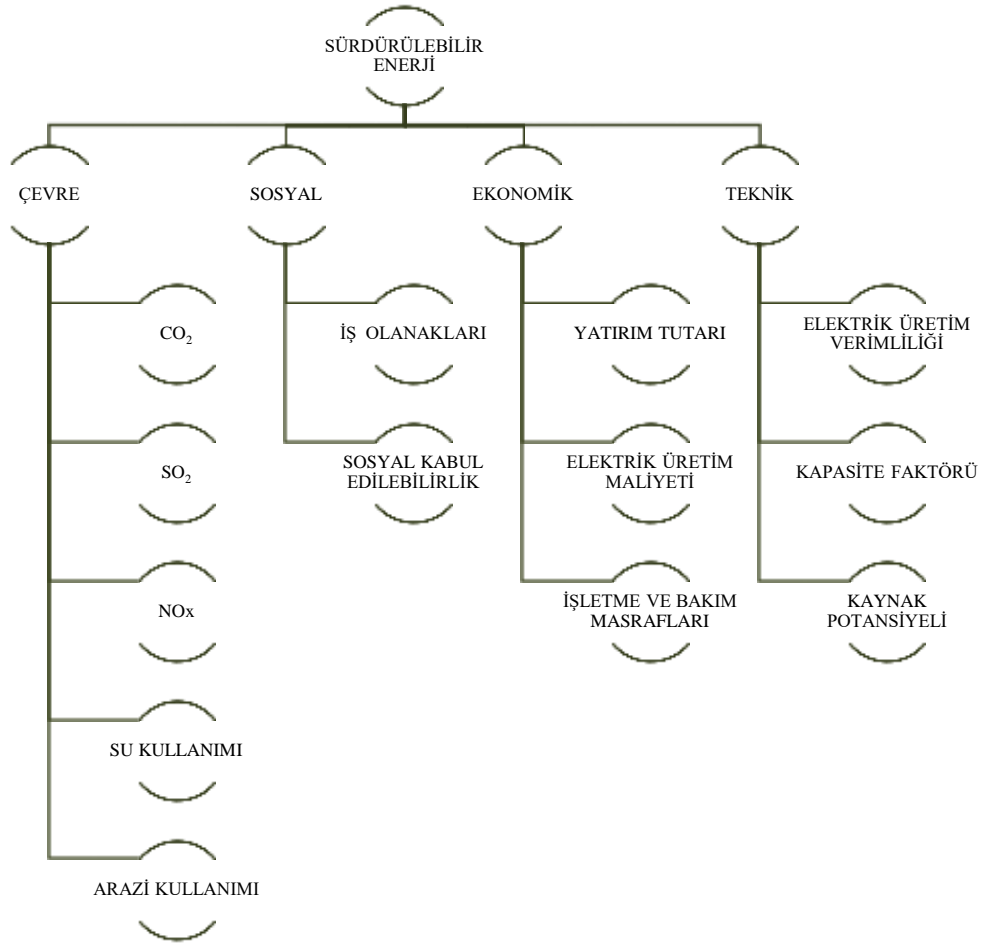 SÜRDÜRÜLEBİLİR
ENERJİ
ÇEVRE
SOSYAL
EKONOMİK
TEKNİK
CO₂
SO₂
NOx
SU KULLANIMI
ARAZİ KULLANIMI
İŞ OLANAKLARI
SOSYAL KABUL
EDİLEBİLİRLİK
YATIRIM TUTARI
ELEKTRİK ÜRETİM
MALİYETİ
İŞLETME VE BAKIM
MASRAFLARI
ELEKTRİK ÜRETİM
VERİMLİLİĞİ
KAPASİTE FAKTÖRÜ
KAYNAK
POTANSİYELİ